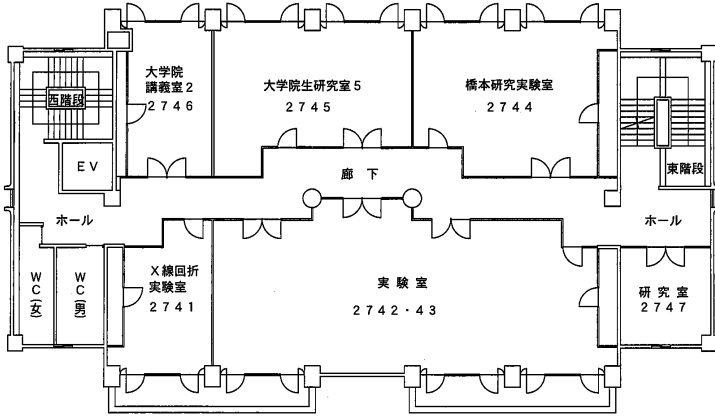 大学院
講義室2
2746
大学院生研究室5
2745
橋本研究実験室
2744
西階段
EV
東階段
廊 下
ホール
ホール
WC(女)
WC(男)
X線回折
実験室
2741
実 験 室
2742・43
研 究 室
2747